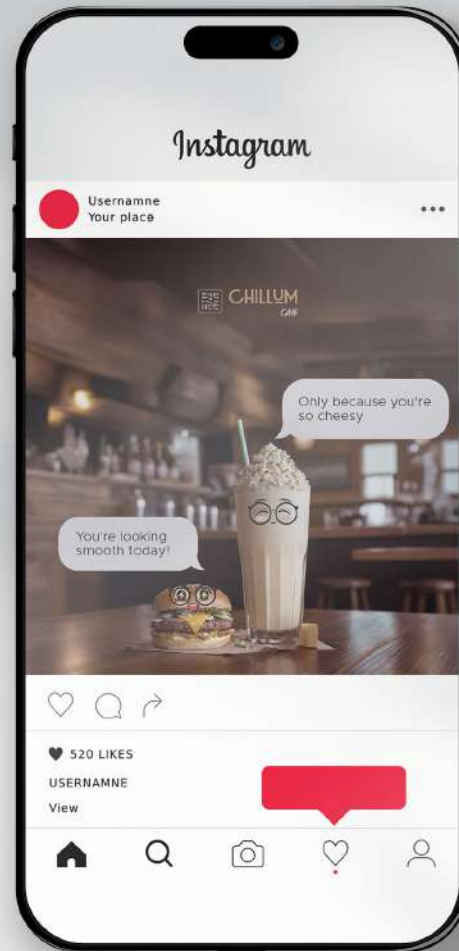 Instagram
Usernamne
Your place
CHILLUM
CAFE
Only because you're
so cheesy
You're looking
smooth today!
520 LIKES
USERNAMNE
View